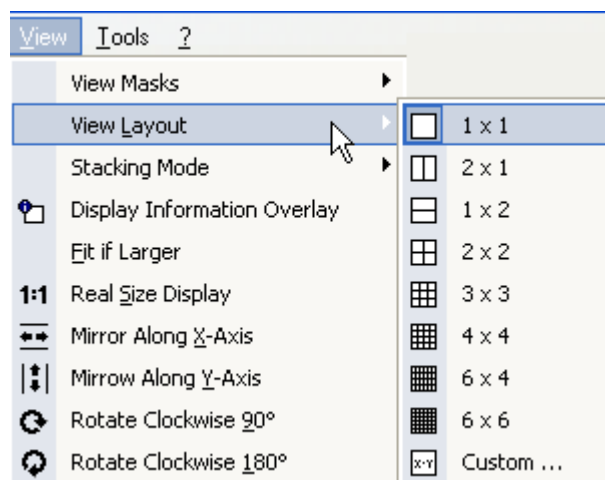 View Tools ?
View Masks
View Layout
Stacking Mode
Display Information Overlay
Fit if Larger
1:1 Real Size Display
Mirror Along X-Axis
Mirrow Along Y-Axis
Rotate Clockwise 90°
Rotate Clockwise 180°
1 x 1
2 x 1
1 x 2
2 x 2
3 x 3
4 x 4
6 x 4
6 x 6
x·Y Custom ...